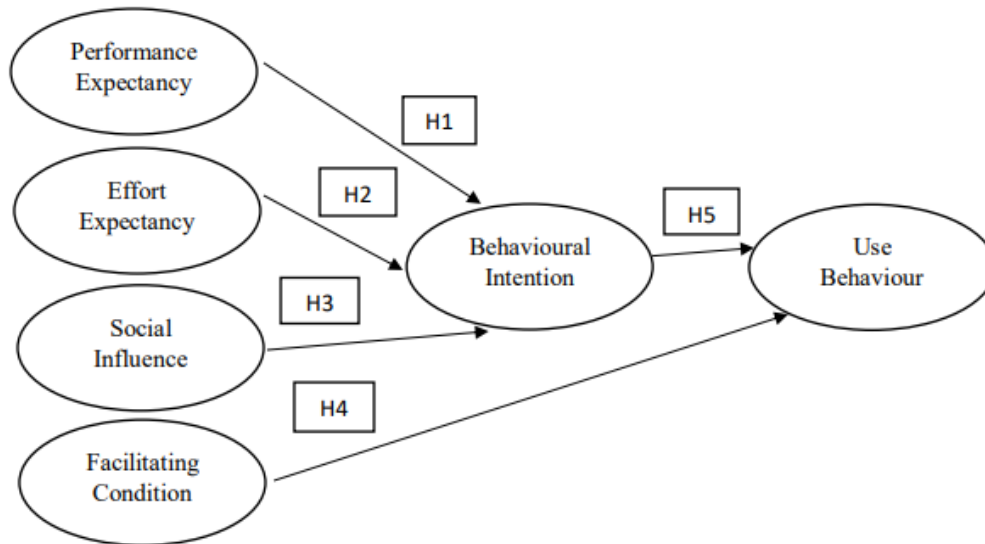 Performance
Expectancy
H1
Effort
Expectancy
H2
Behavioural
Intention
H5
Use
Behaviour
Social
Influence
H3
H4
Facilitating
Condition